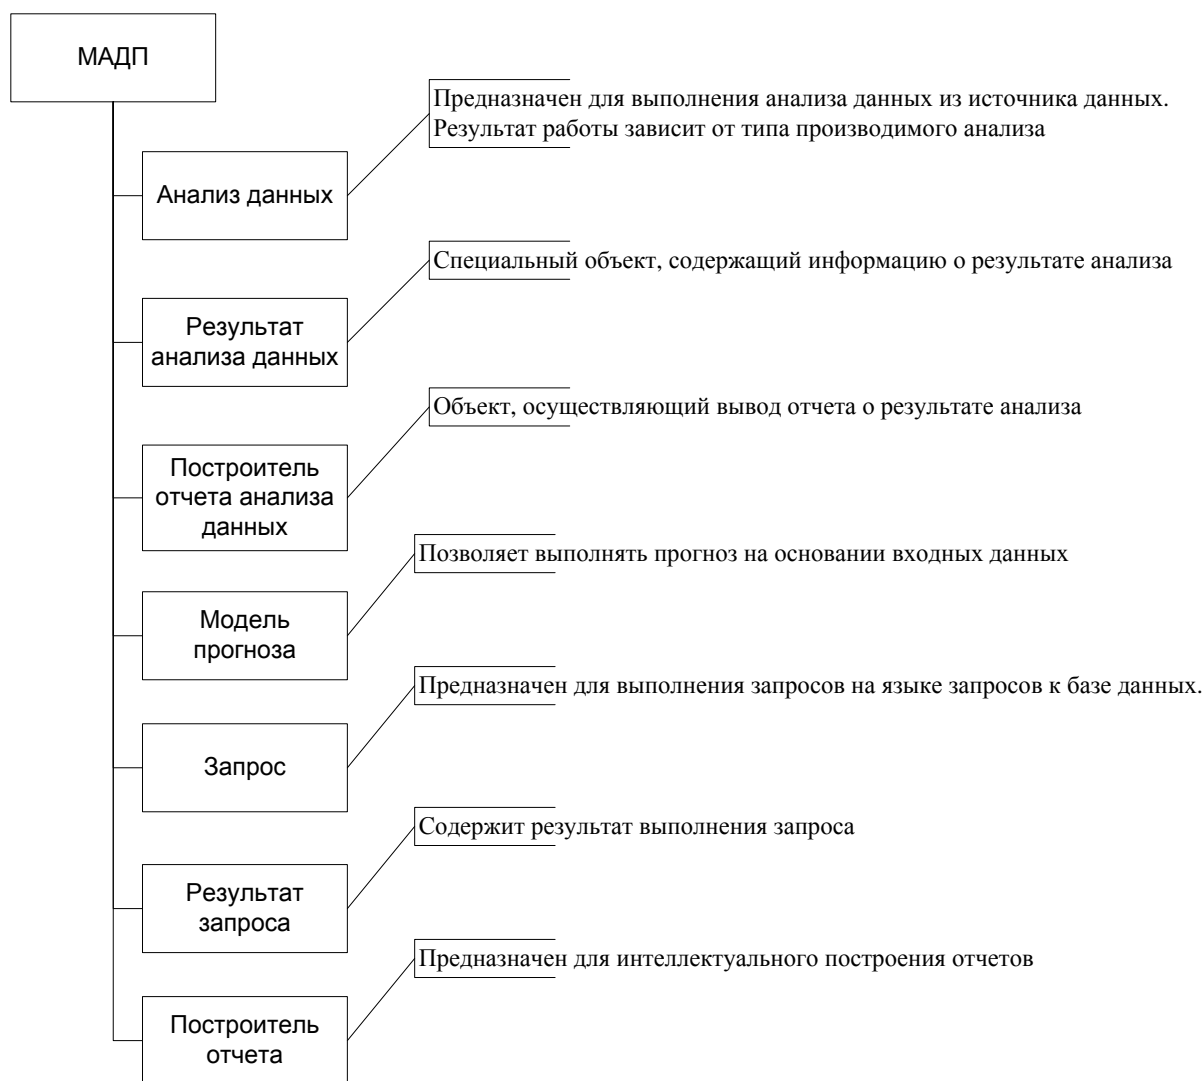 МАДП
Предназначен для выполнения анализа данных из источника данных.
Результат работы зависит от типа производимого анализа
Анализ данных
Специальный объект, содержащий информацию о результате анализа
Результат
анализа данных
Объект, осуществляющий вывод отчета о результате анализа
Построитель
отчета анализа
данных
Позволяет выполнять прогноз на основании входных данных
Модель
прогноза
Предназначен для выполнения запросов на языке запросов к базе данных.
Запрос
Содержит результат выполнения запроса
Результат
запроса
Предназначен для интеллектуального построения отчетов
Построитель
отчета